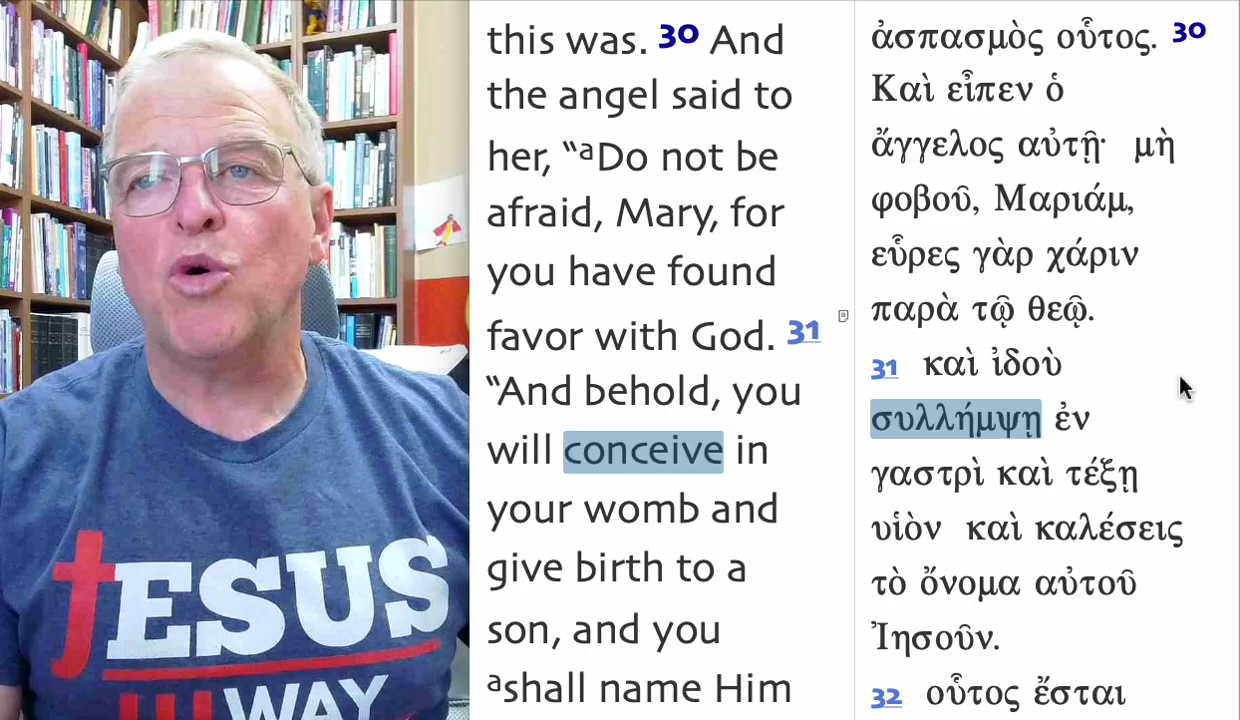 JESUS
WAY
this was. 30 And
the angel said to
her, “ᵃDo not be
afraid, Mary, for
you have found
favor with God. 31
“And behold, you
will conceive in
your womb and
give birth to a
son, and you
ᵃshall name Him
ἀσπασμὸς οὗτος. 30
Καὶ εἶπεν ὁ
ἄγγελος αὐτῇ· μὴ
φοβοῦ, Μαριάμ,
εὗρες γὰρ χάριν
παρὰ τῷ θεῷ.
31 καὶ ἰδοὺ
συλλήμψῃ ἐν
γαστρὶ καὶ τέξῃ
υἱὸν καὶ καλέσεις
τὸ ὄνομα αὐτοῦ
Ἰησοῦν.
32 οὗτος ἔσται